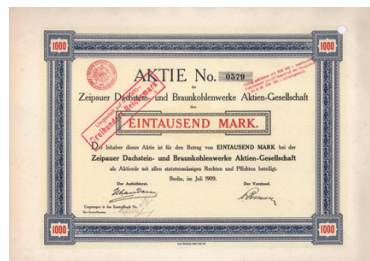 1000 1000
AKTIE No. 0579
der
Zeipauer Dachstein- und Braunkohlenwerke Aktien-Gesellschaft
über
EINTAUSEND MARK.
Der Inhaber dieser Aktie ist für den Betrag von EINTAUSEND MARK bei der
Zeipauer Dachstein- und Braunkohlenwerke Aktien-Gesellschaft
als Aktionär mit allen statutenmässigen Rechten und Pflichten beteiligt.
Berlin, im Juli 1909.
Der Aufsichtsrat. Der Vorstand.
Eingetragen in das Kontrollbuch No.
1000 1000